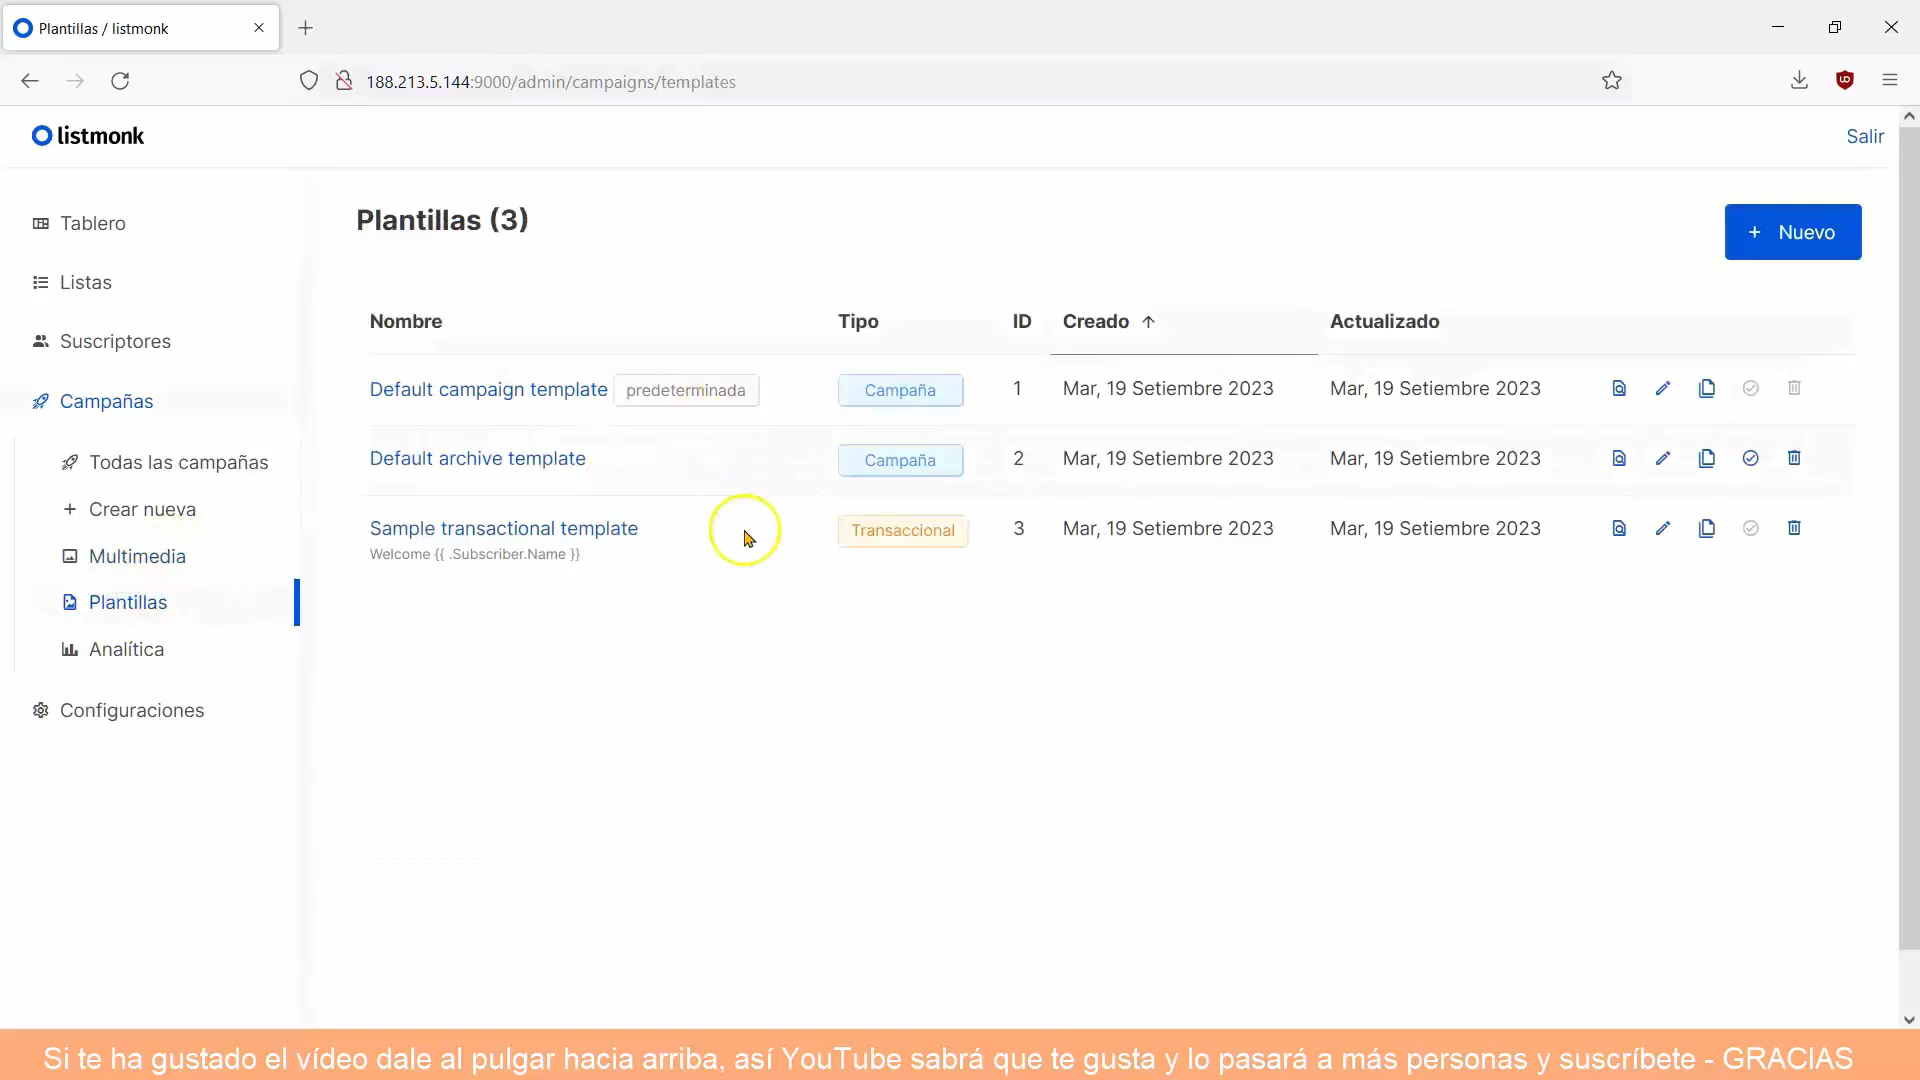 Plantillas / listmonk
188.213.5.144:9000/admin/campaigns/templates
listmonk
Salir
Tablero
Listas
Suscriptores
Campañas
Todas las campañas
Crear nueva
Multimedia
Plantillas
Analítica
Configuraciones
Plantillas (3)
+ Nuevo
Nombre Tipo ID Creado Actualizado
Default campaign template predeterminada Campaña 1 Mar, 19 Setiembre 2023 Mar, 19 Setiembre 2023
Default archive template Campaña 2 Mar, 19 Setiembre 2023 Mar, 19 Setiembre 2023
Sample transactional template Transaccional 3 Mar, 19 Setiembre 2023 Mar, 19 Setiembre 2023
Welcome {{ .Subscriber.Name }}
Si te ha gustado el vídeo dale al pulgar hacia arriba, así YouTube sabrá que te gusta y lo pasará a más personas y suscríbete - GRACIAS